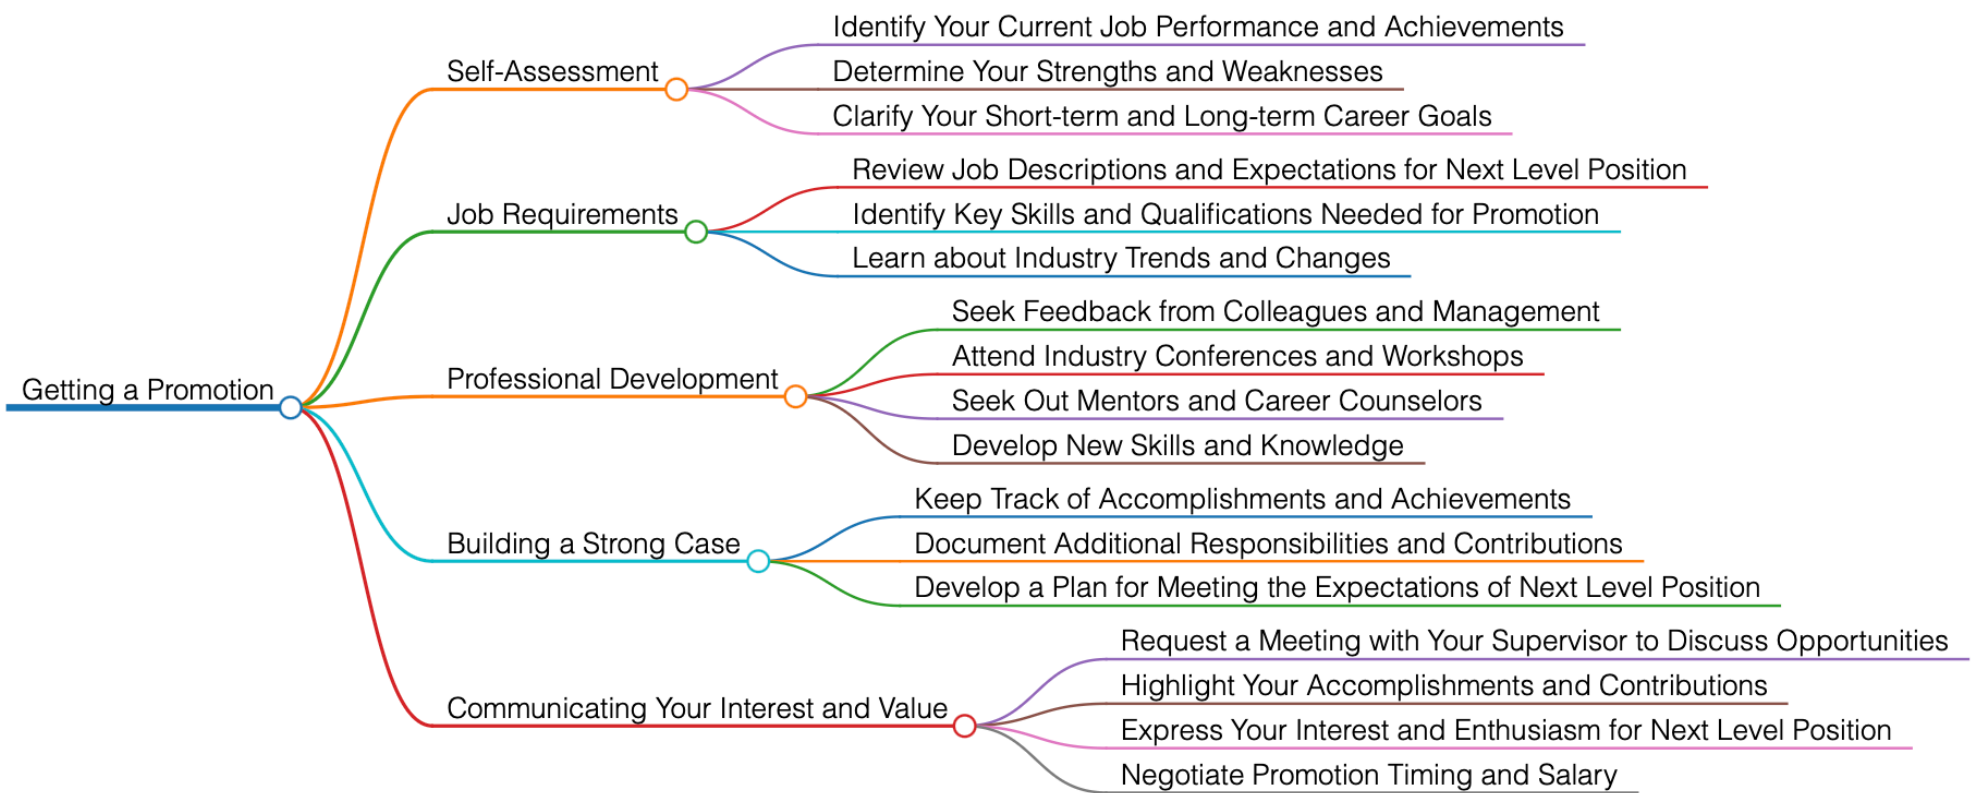 Getting a Promotion
Self-Assessment
Identify Your Current Job Performance and Achievements
Determine Your Strengths and Weaknesses
Clarify Your Short-term and Long-term Career Goals
Job Requirements
Review Job Descriptions and Expectations for Next Level Position
Identify Key Skills and Qualifications Needed for Promotion
Learn about Industry Trends and Changes
Professional Development
Seek Feedback from Colleagues and Management
Attend Industry Conferences and Workshops
Seek Out Mentors and Career Counselors
Develop New Skills and Knowledge
Building a Strong Case
Keep Track of Accomplishments and Achievements
Document Additional Responsibilities and Contributions
Develop a Plan for Meeting the Expectations of Next Level Position
Communicating Your Interest and Value
Request a Meeting with Your Supervisor to Discuss Opportunities
Highlight Your Accomplishments and Contributions
Express Your Interest and Enthusiasm for Next Level Position
Negotiate Promotion Timing and Salary